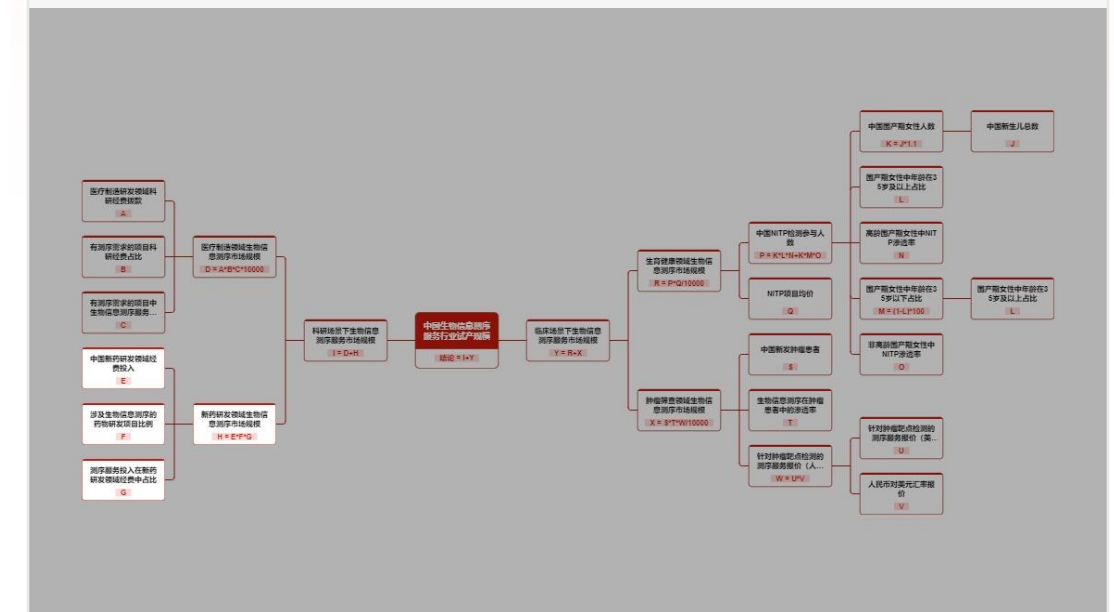 医疗制造研发领域科
研经费拨款
A
有测序需求的项目科
研经费占比
B
有测序需求的项目中
生物信息测序服务...
C
医疗制造领域生物信
息测序市场规模
D = A*B*C*10000
中国新药研发领域经
费投入
E
涉及生物信息测序的
药物研发项目比例
F
测序服务投入在新药
研发领域经费中占比
G
新药研发领域生物信
息测序市场规模
H = E*F*G
科研场景下生物信息
测序服务市场规模
I = D+H
中国生物信息测序
服务行业试产规模
结论 = I+Y
临床场景下生物信息
测序服务市场规模
Y = R+X
生育健康领域生物信
息测序市场规模
R = P*Q/10000
中国NITP检测参与人
数
P = K*L*N+K*M*O
NITP项目均价
Q
中国围产期女性人数
K = J*1.1
中国新生儿总数
J
围产期女性中年龄在3
5岁及以上占比
L
高龄围产期女性中NIT
P渗透率
N
围产期女性中年龄在3
5岁以下占比
M = (1-L)*100
围产期女性中年龄在3
5岁及以上占比
L
非高龄围产期女性中
NITP渗透率
O
肿瘤筛查领域生物信
息测序市场规模
X = S*T*W/10000
中国新发肿瘤患者
S
生物信息测序在肿瘤
患者中的渗透率
T
针对肿瘤靶点检测的
测序服务报价（人...
W = U*V
针对肿瘤靶点检测的
测序服务报价（美...
U
人民币对美元汇率报
价
V